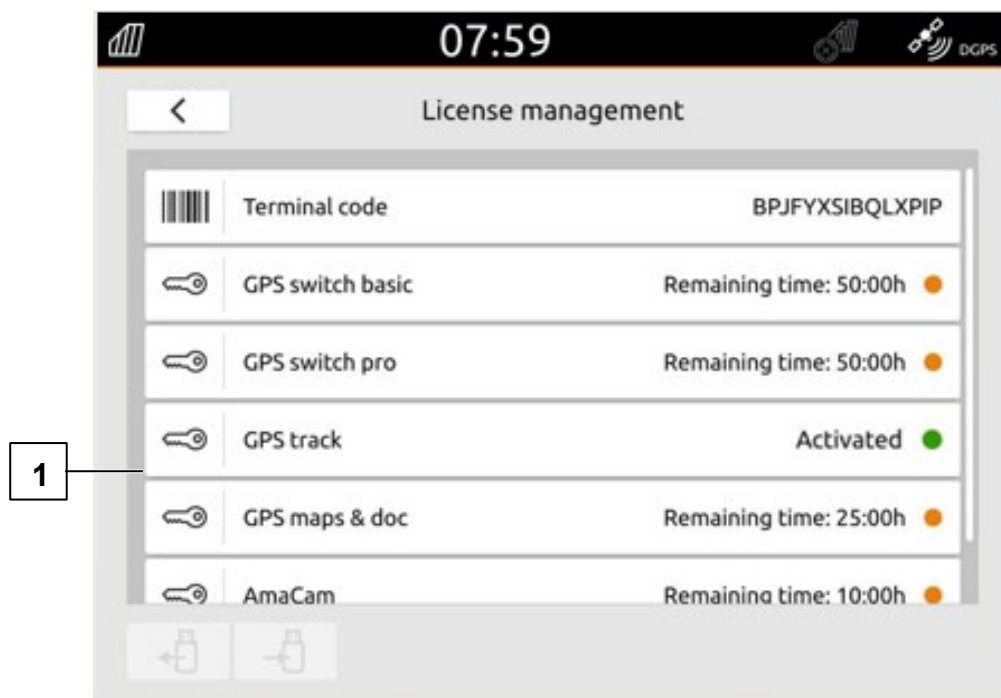 07:59
DGPS
License management
Terminal code BPJFYXSIBQLXPIP
GPS switch basic Remaining time: 50:00h
GPS switch pro Remaining time: 50:00h
GPS track Activated
1
GPS maps & doc Remaining time: 25:00h
AmaCam Remaining time: 10:00h